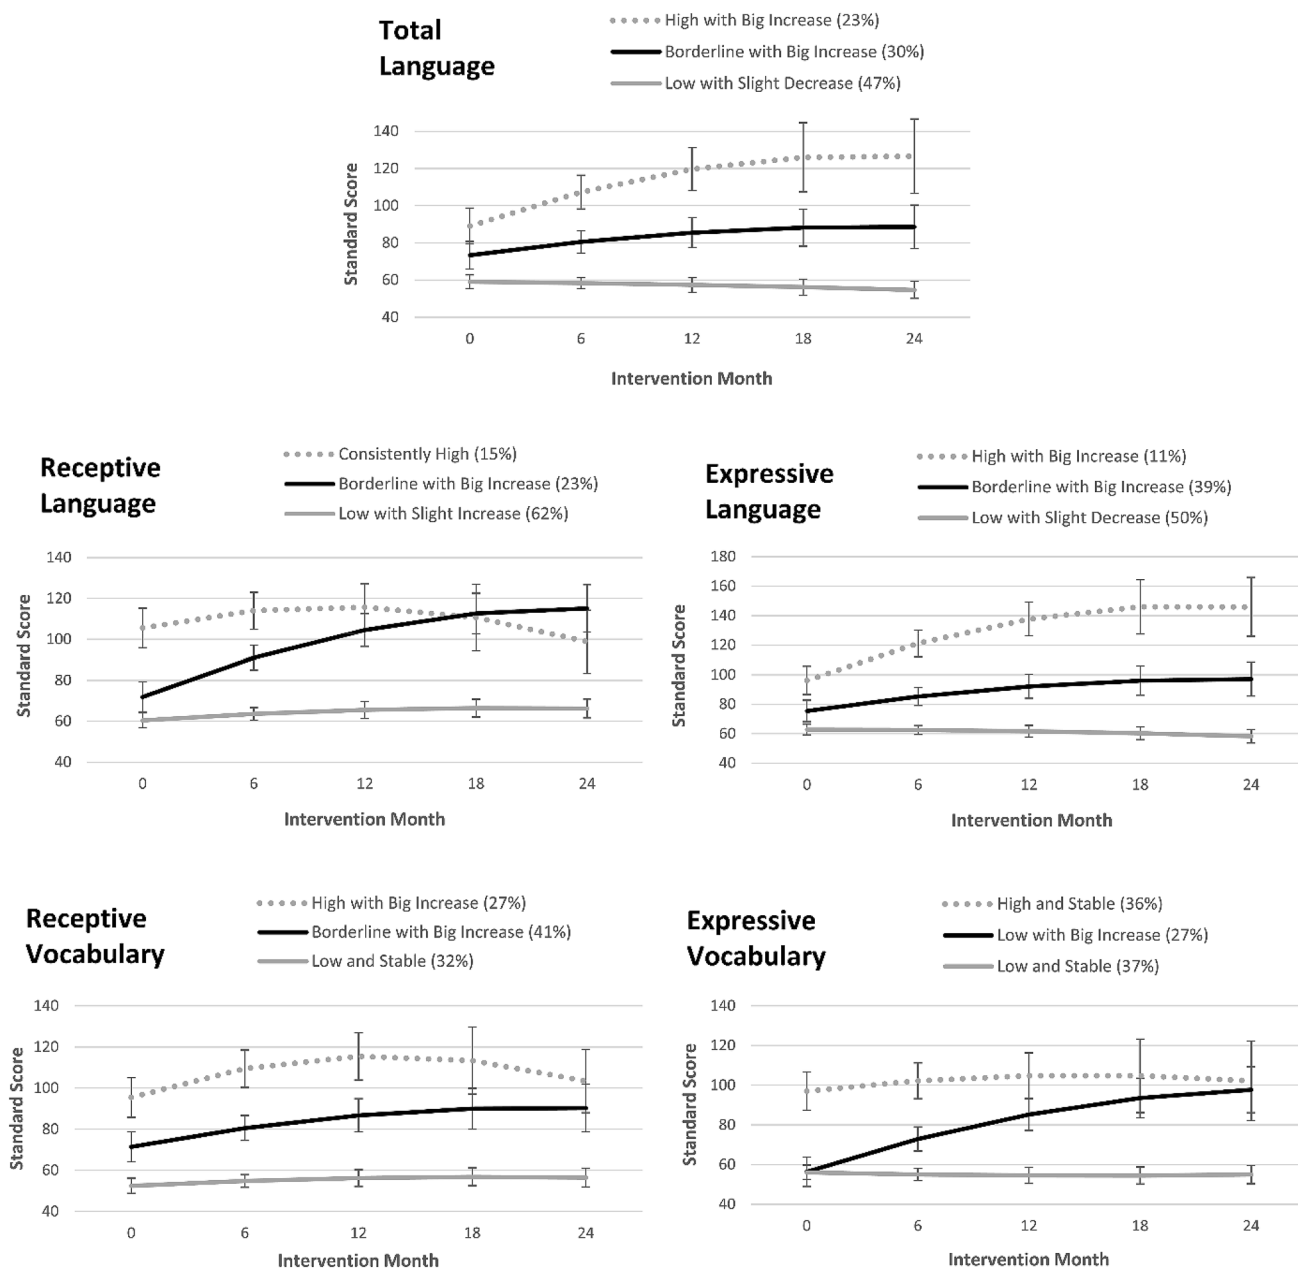 Total
Language
High with Big Increase (23%)
Borderline with Big Increase (30%)
Low with Slight Decrease (47%)
Standard Score
140
120
100
80
60
40
0 6 12 18 24
Intervention Month
Receptive
Language
Consistently High (15%)
Borderline with Big Increase (23%)
Low with Slight Increase (62%)
Standard Score
140
120
100
80
60
40
0 6 12 18 24
Intervention Month
Expressive
Language
High with Big Increase (11%)
Borderline with Big Increase (39%)
Low with Slight Decrease (50%)
Standard Score
180
160
140
120
100
80
60
40
0 6 12 18 24
Intervention Month
Receptive
Vocabulary
High with Big Increase (27%)
Borderline with Big Increase (41%)
Low and Stable (32%)
Standard Score
140
120
100
80
60
40
0 6 12 18 24
Intervention Month
Expressive
Vocabulary
High and Stable (36%)
Low with Big Increase (27%)
Low and Stable (37%)
Standard Score
140
120
100
80
60
40
0 6 12 18 24
Intervention Month